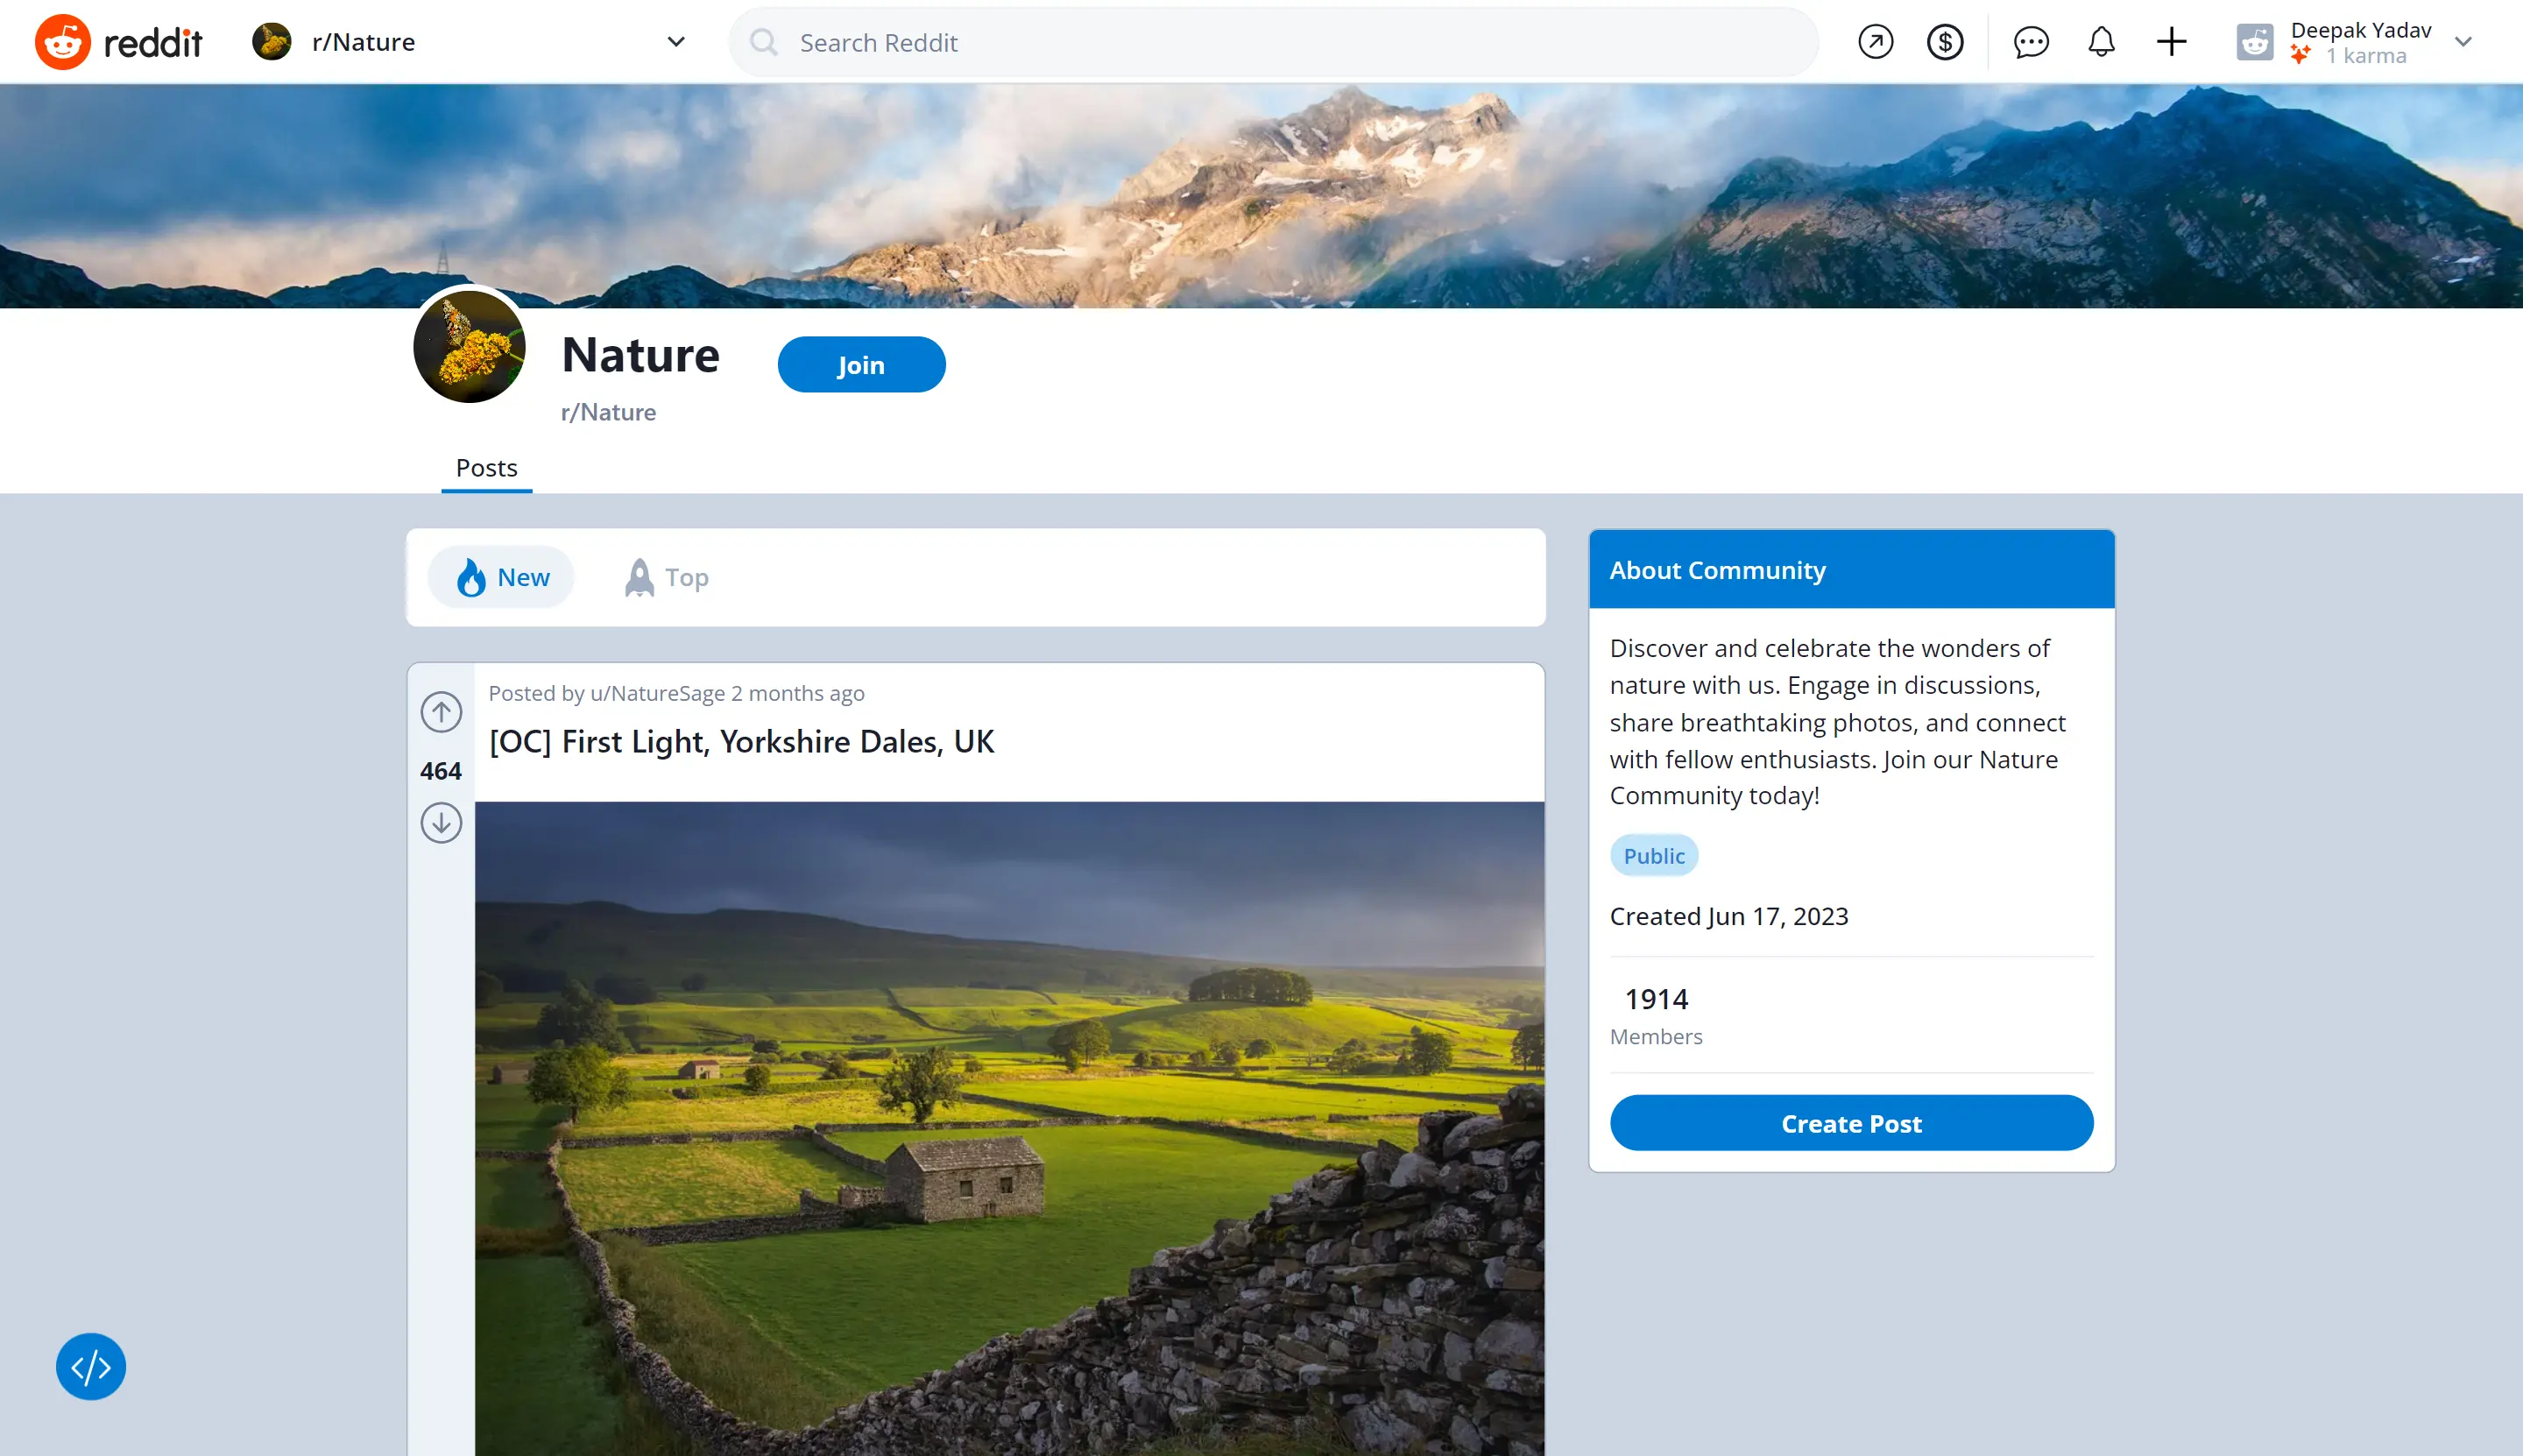 reddit
r/Nature
Search Reddit
Deepak Yadav
1 karma
Nature
Join
r/Nature
Posts
New
Top
Posted by u/NatureSage 2 months ago
[OC] First Light, Yorkshire Dales, UK
464
About Community
Discover and celebrate the wonders of
nature with us. Engage in discussions,
share breathtaking photos, and connect
with fellow enthusiasts. Join our Nature
Community today!
Public
Created Jun 17, 2023
1914
Members
Create Post